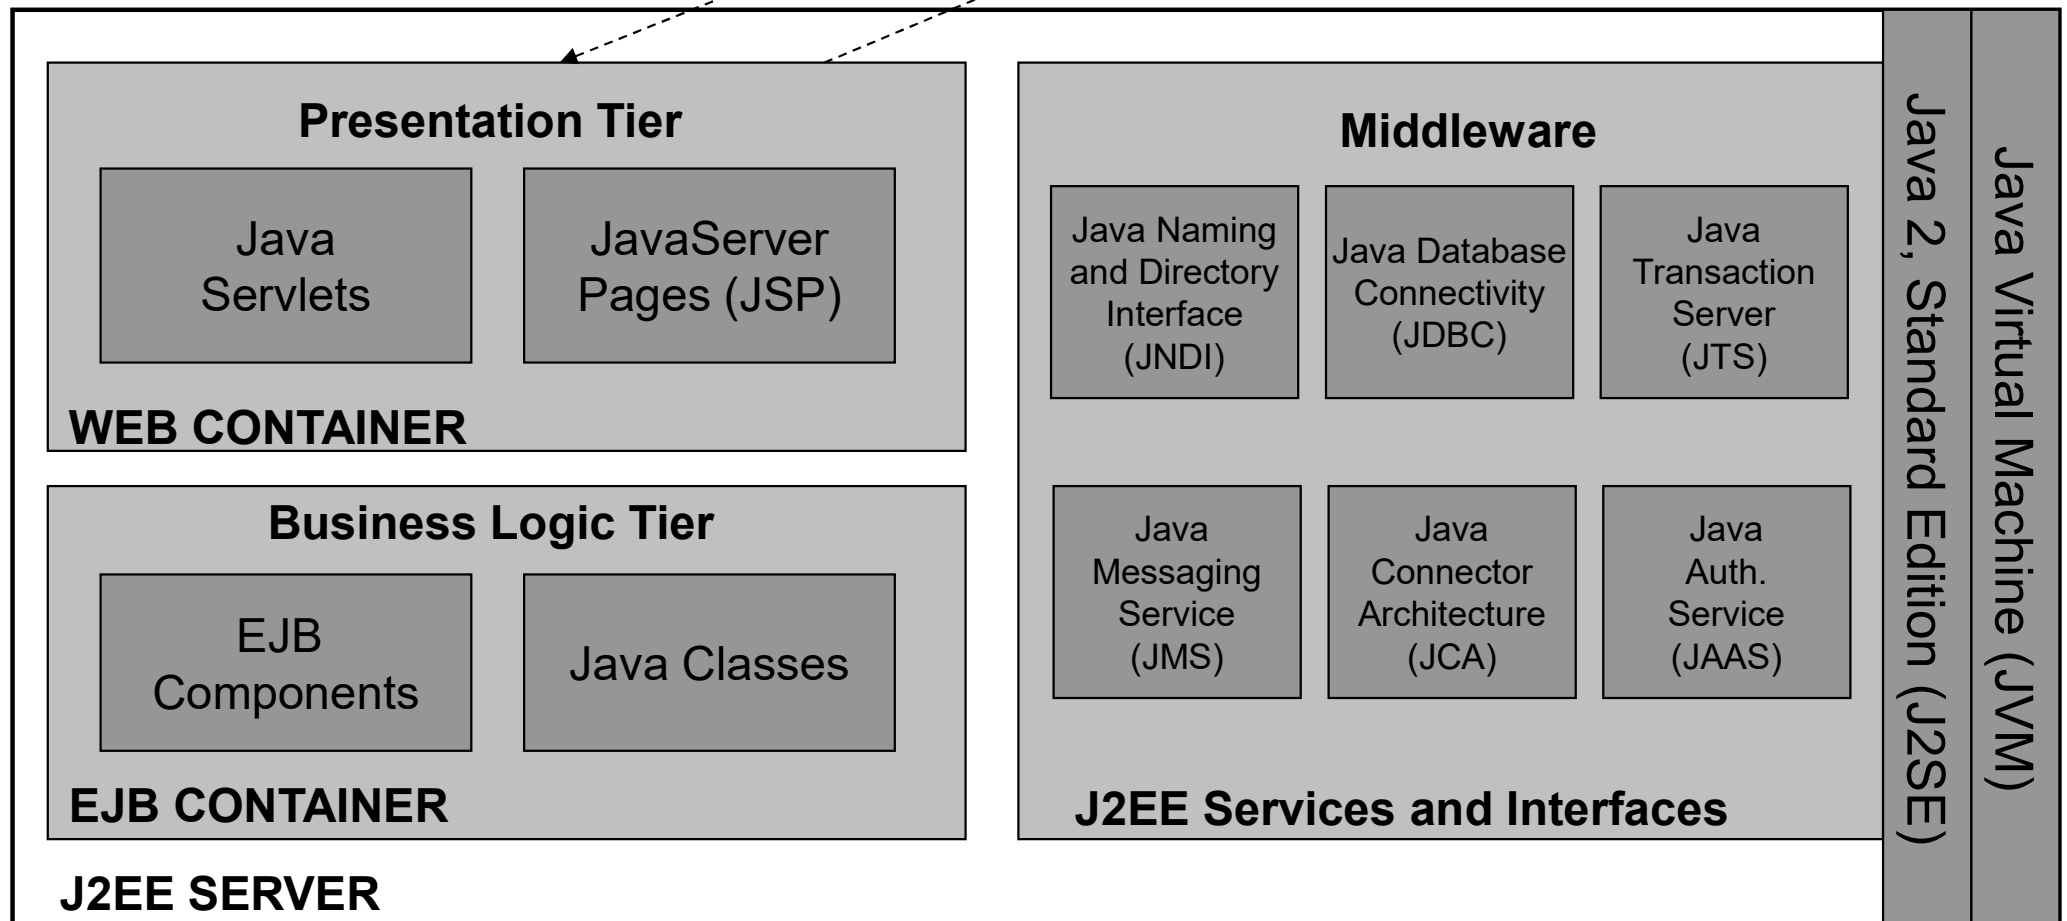 Presentation Tier
Java
Servlets
JavaServer
Pages (JSP)
WEB CONTAINER
Business Logic Tier
EJB
Components
Java Classes
EJB CONTAINER
J2EE SERVER
Middleware
Java Naming
and Directory
Interface
(JNDI)
Java Database
Connectivity
(JDBC)
Java
Transaction
Server
(JTS)
Java
Messaging
Service
(JMS)
Java
Connector
Architecture
(JCA)
Java
Auth.
Service
(JAAS)
J2EE Services and Interfaces
Java 2, Standard Edition (J2SE)
Java Virtual Machine (JVM)